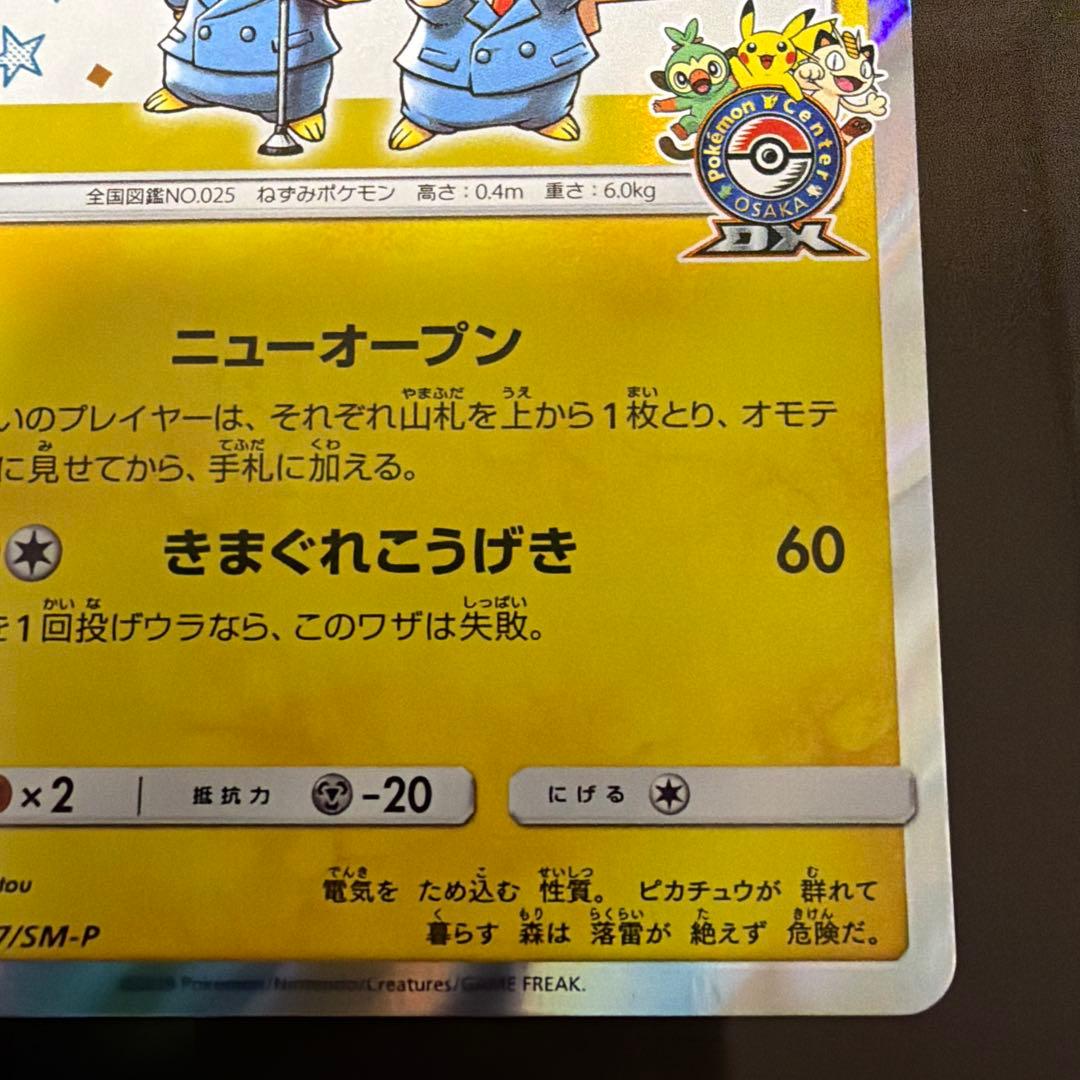 Pokémon Center
OSAKA
DX
全国図鑑NO.025 ねずみポケモン 高さ：0.4m 重さ：6.0kg
ニューオープン
いのプレイヤーは、それぞれ山札を上から1枚とり、オモテ
に見せてから、手札に加える。
きまぐれこうげき 60
を1回投げウラなら、このワザは失敗。
×2 抵抗力 -20 にげる
電気を ため込む 性質。 ピカチュウが 群れて
7/SM-P 暮らす 森は 落雷が 絶えず 危険だ。
Pokémon/Nintendo/Creatures/GAME FREAK.